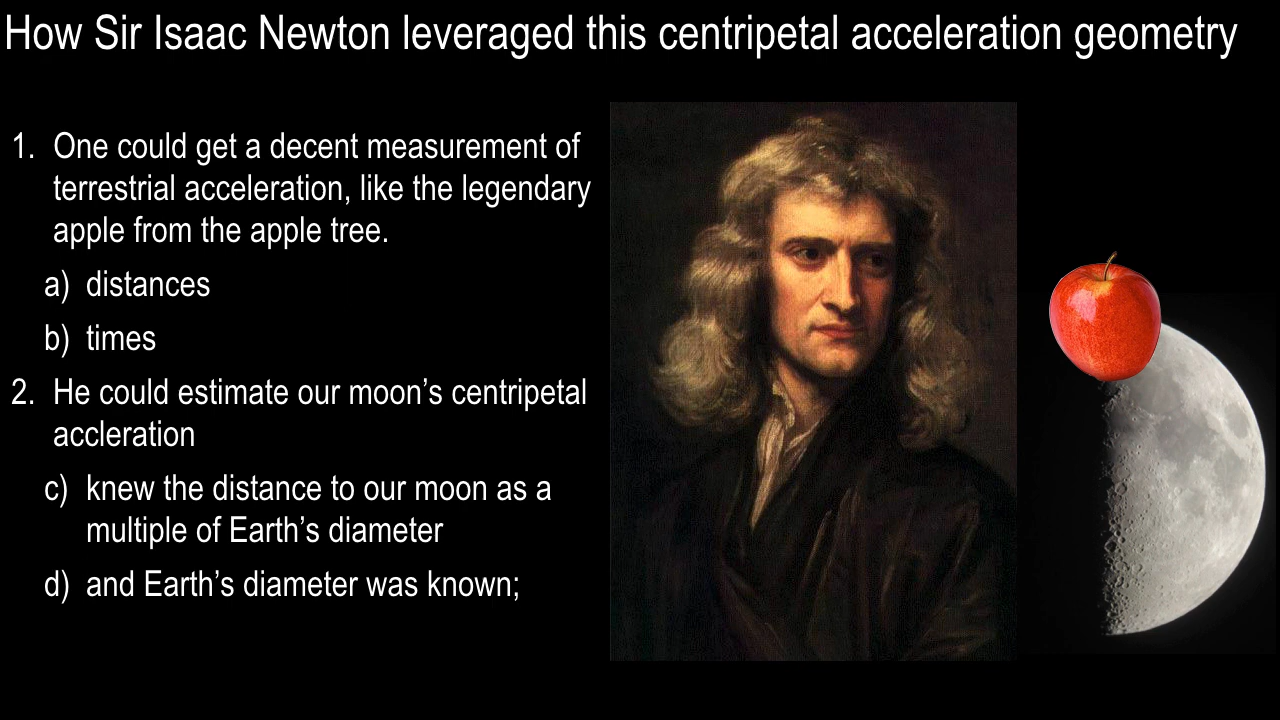 How Sir Isaac Newton leveraged this centripetal acceleration geometry
1. One could get a decent measurement of
terrestrial acceleration, like the legendary
apple from the apple tree.
a) distances
b) times
2. He could estimate our moon’s centripetal
accleration
c) knew the distance to our moon as a
multiple of Earth’s diameter
d) and Earth’s diameter was known;